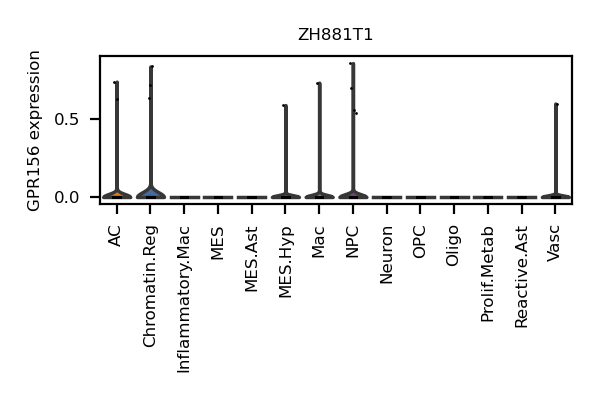 ZH881T1
GPR156 expression
0.5
0.0
AC
Chromatin.Reg
Inflammatory.Mac
MES
MES.Ast
MES.Hyp
Mac
NPC
Neuron
OPC
Oligo
Prolif.Metab
Reactive.Ast
Vasc